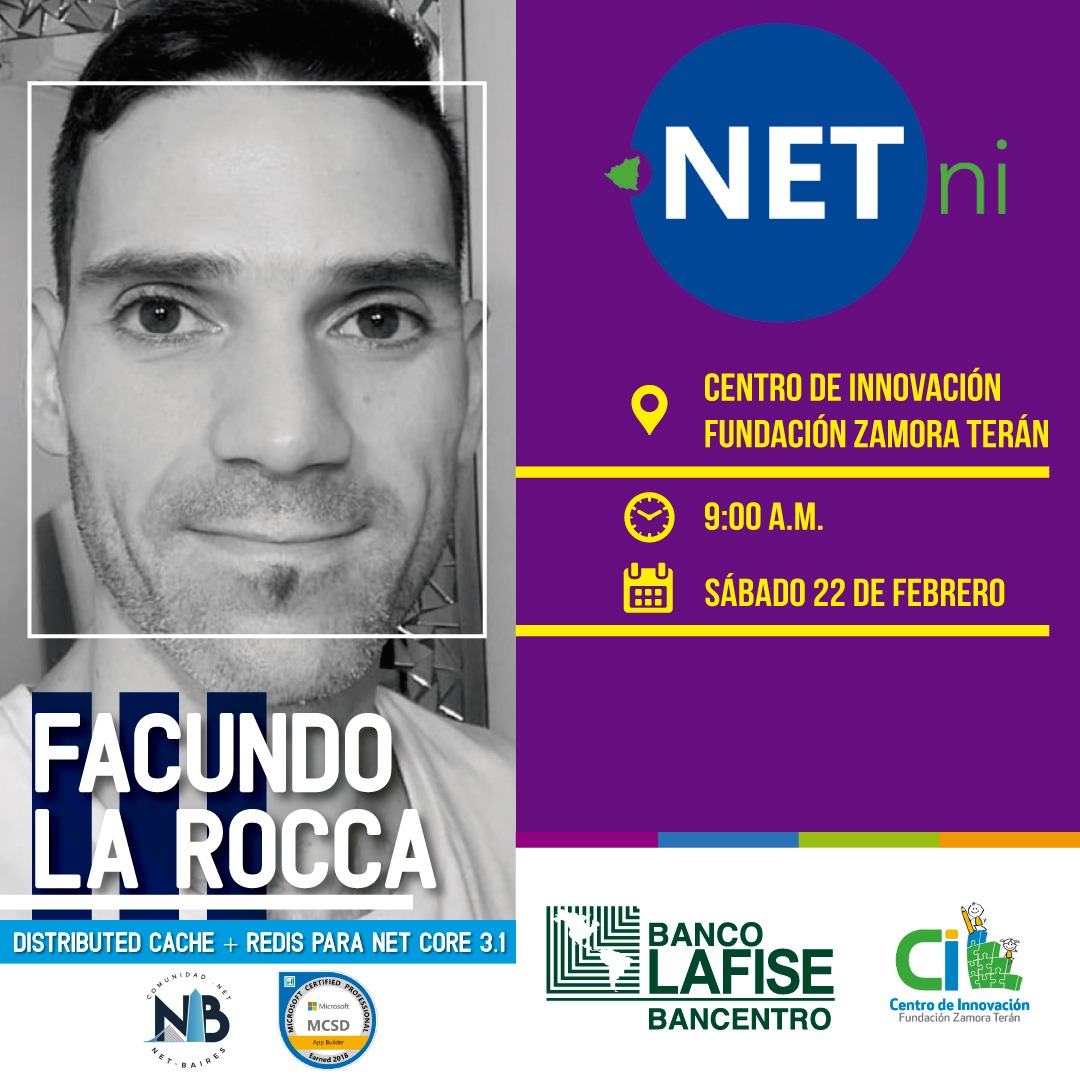 NET ni
CENTRO DE INNOVACIÓN
FUNDACIÓN ZAMORA TERÁN
9:00 A.M.
SÁBADO 22 DE FEBRERO
FACUNDO
LA ROCCA
DISTRIBUTED CACHE + REDIS PARA NET CORE 3.1
COMUNIDAD .NET
NB
NET-BAIRES
MICROSOFT CERTIFIED PROFESSIONAL
Microsoft
MCSD
App Builder
Earned 2018
BANCO
LAFISE
BANCENTRO
Ci
Centro de Innovación
Fundación Zamora Terán